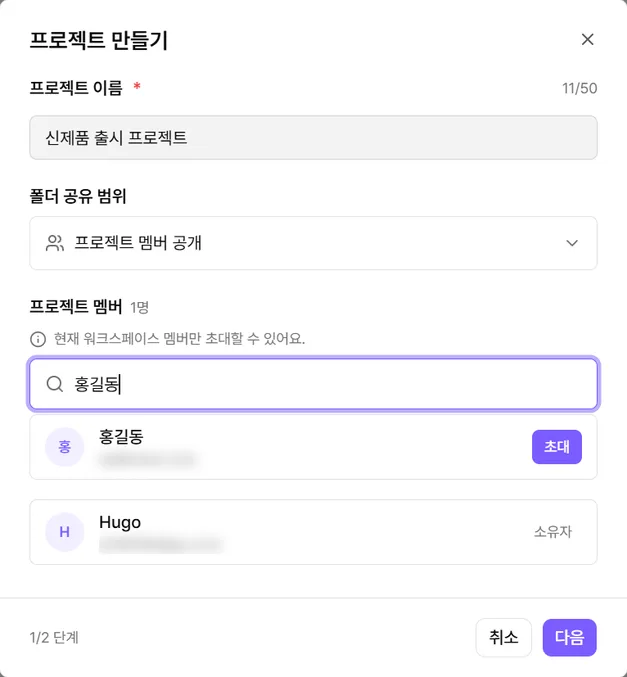 프로젝트 만들기
프로젝트 이름 *
11/50
신제품 출시 프로젝트
폴더 공유 범위
프로젝트 멤버 공개
프로젝트 멤버 1명
현재 워크스페이스 멤버만 초대할 수 있어요.
홍길동
홍
홍길동
초대
H
Hugo
소유자
1/2 단계
취소
다음